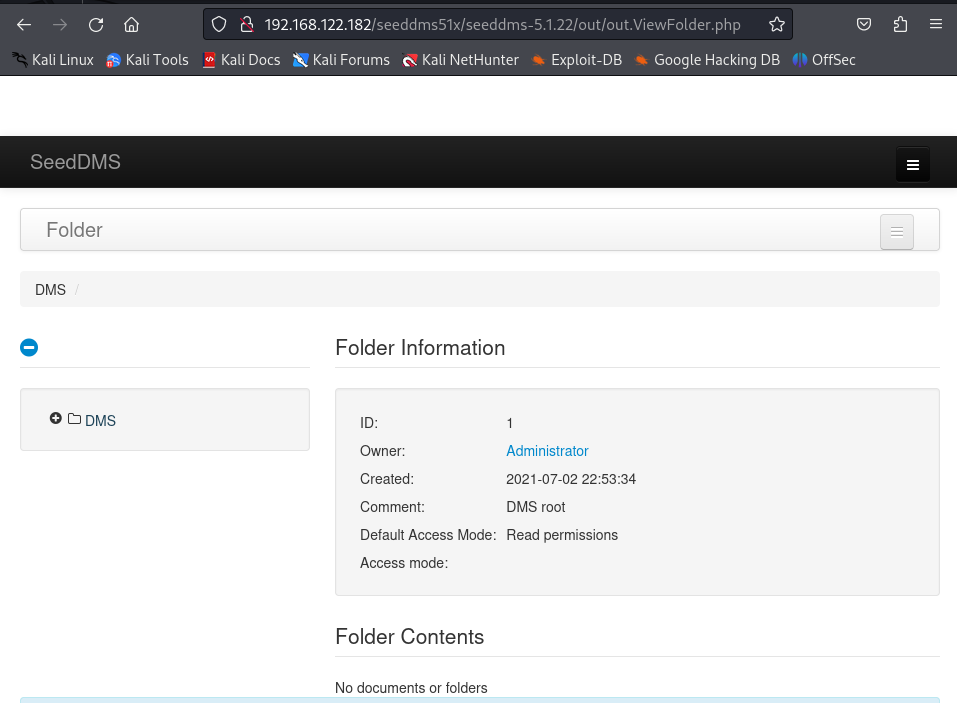 192.168.122.182/seeddms51x/seeddms-5.1.22/out/out.ViewFolder.php
Kali Linux Kali Tools Kali Docs Kali Forums Kali NetHunter Exploit-DB Google Hacking DB OffSec
SeedDMS
Folder
DMS /
Folder Information
DMS
ID: 1
Owner: Administrator
Created: 2021-07-02 22:53:34
Comment: DMS root
Default Access Mode: Read permissions
Access mode:
Folder Contents
No documents or folders